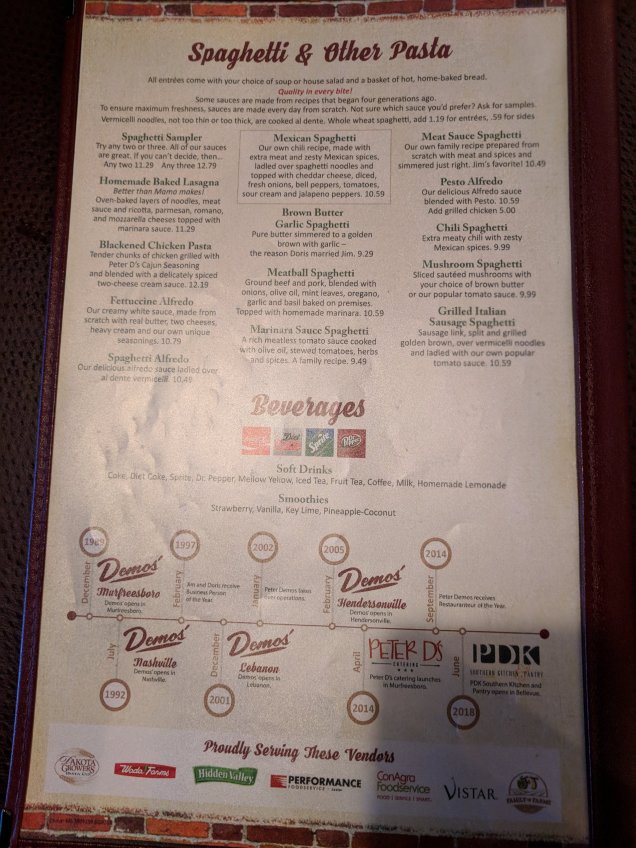 Spaghetti & Other Pasta
All entrées come with your choice of soup or house salad and a basket of hot, home-baked bread.
Quality in every bite!
Some sauces are made from recipes that began four generations ago.
To ensure maximum freshness, sauces are made every day from scratch. Not sure which sauce you'd prefer? Ask for samples.
Vermicelli noodles, not too thin or too thick, are cooked al dente. Whole wheat spaghetti, add 1.19 for entrées, .59 for sides
Spaghetti Sampler
Try any two or three. All of our sauces
are great, if you can't decide, then...
Any two 11.29 Any three 12.79
Homemade Baked Lasagna
Better than Mama makes!
Oven-baked layers of noodles, meat
sauce and ricotta, parmesan, romano,
and mozzarella cheeses topped with
marinara sauce. 11.29
Blackened Chicken Pasta
Tender chunks of chicken grilled with
Peter D's Cajun Seasoning
and blended with a delicately spiced
two-cheese cream sauce. 12.19
Fettuccine Alfredo
Our creamy white sauce, made from
scratch with real butter, two cheeses,
heavy cream and our own unique
seasonings. 10.79
Spaghetti Alfredo
Our delicious alfredo sauce ladled over
al dente vermicelli. 10.49
Mexican Spaghetti
Our own chili recipe, made with
extra meat and zesty Mexican spices,
ladled over spaghetti noodles and
topped with cheddar cheese, diced,
fresh onions, bell peppers, tomatoes,
sour cream and jalapeno peppers. 10.59
Brown Butter
Garlic Spaghetti
Pure butter simmered to a golden
brown with garlic –
the reason Doris married Jim. 9.29
Meatball Spaghetti
Ground beef and pork, blended with
onions, olive oil, mint leaves, oregano,
garlic and basil baked on premises.
Topped with homemade marinara. 10.59
Marinara Sauce Spaghetti
A rich meatless tomato sauce cooked
with olive oil, stewed tomatoes, herbs
and spices. A family recipe. 9.49
Meat Sauce Spaghetti
Our own family recipe prepared from
scratch with meat and spices and
simmered just right. Jim's favorite! 10.49
Pesto Alfredo
Our delicious Alfredo sauce
blended with Pesto. 10.59
Add grilled chicken 5.00
Chili Spaghetti
Extra meaty chili with zesty
Mexican spices. 9.99
Mushroom Spaghetti
Sliced sautéed mushrooms with
your choice of brown butter
or our popular tomato sauce. 9.99
Grilled Italian
Sausage Spaghetti
Sausage link, split and grilled
golden brown, over vermicelli noodles
and ladled with our own popular
tomato sauce. 10.59
Beverages
Coca-Cola
Diet
Sprite
Dr Pepper
Soft Drinks
Coke, Diet Coke, Sprite, Dr. Pepper, Mellow Yellow, Iced Tea, Fruit Tea, Coffee, Milk, Homemade Lemonade
Smoothies
Strawberry, Vanilla, Key Lime, Pineapple-Coconut
1989
December
Demos'
Murfreesboro
Demos' opens in
Murfreesboro.
1997
February
Jim and Doris receive
Business Person
of the Year.
2002
January
Peter Demos takes
over operations.
2005
February
Demos'
Hendersonville
Demos' opens in
Hendersonville.
2014
September
Peter Demos receives
Restauranteur of the Year.
July
1992
Demos'
Nashville
Demos' opens in
Nashville.
December
2001
Demos'
Lebanon
Demos' opens in
Lebanon.
April
2014
PETER D'S
CATERING
Peter D's catering launches
in Murfreesboro.
June
2018
PDK
SOUTHERN KITCHEN & PANTRY
PDK Southern Kitchen and
Pantry opens in Bellevue.
Proudly Serving These Vendors
DAKOTA
GROWERS
PASTA CO.
Wada Farms
Hidden Valley
PERFORMANCE
FOODSERVICE
ConAgra
Foodservice
VISTAR
FAMILY OF FARMS